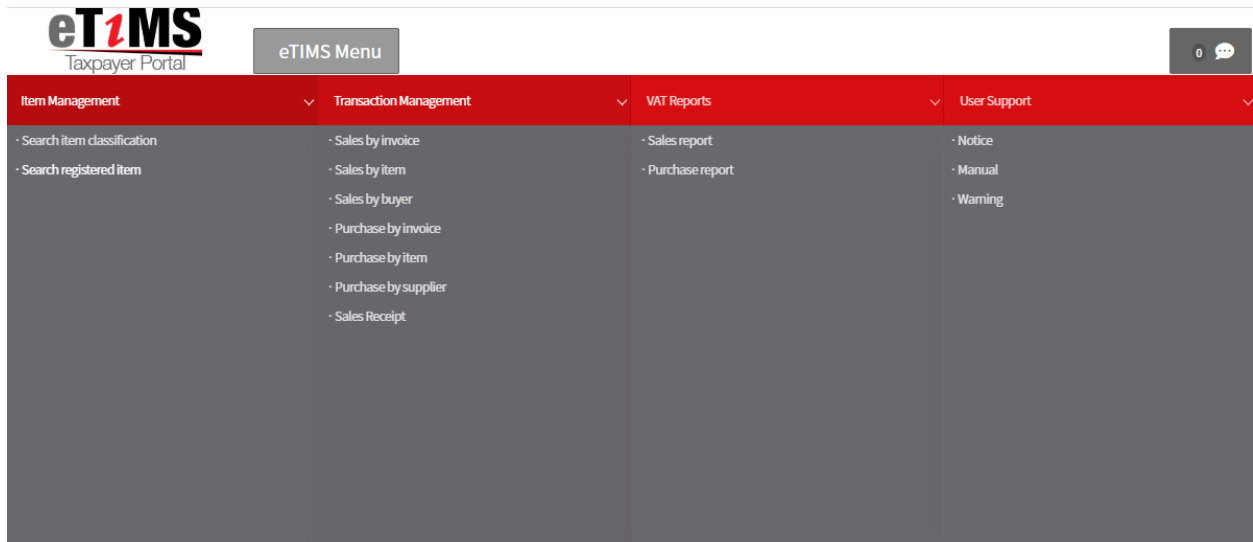 eTiMS
Taxpayer Portal
eTIMS Menu
0
Item Management
· Search item classification
· Search registered item
Transaction Management
· Sales by invoice
· Sales by item
· Sales by buyer
· Purchase by invoice
· Purchase by item
· Purchase by supplier
· Sales Receipt
VAT Reports
· Sales report
· Purchase report
User Support
· Notice
· Manual
· Warning